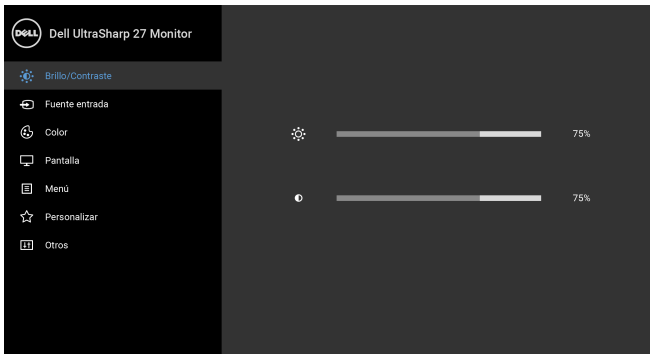 DELL Dell UltraSharp 27 Monitor
Brillo/Contraste
Fuente entrada
Color
75%
Pantalla
Menú
75%
Personalizar
Otros